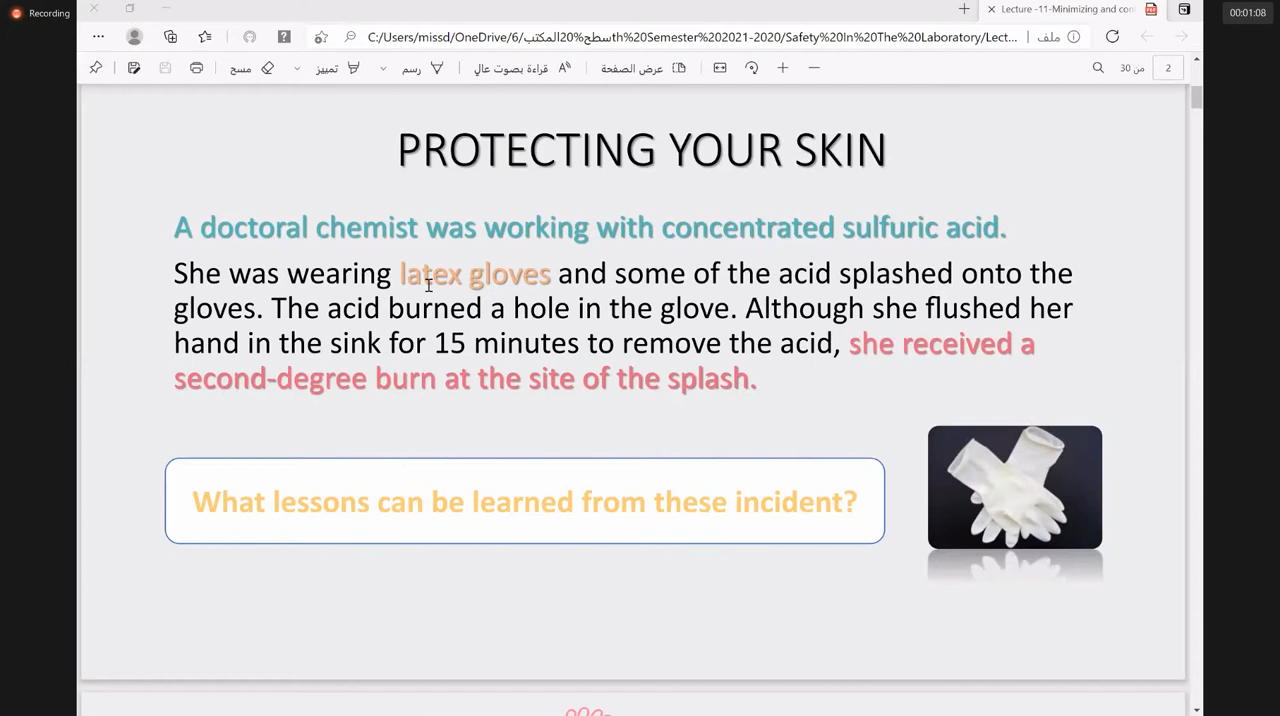 Recording
00:01:08
Lecture -11-Minimizing and con
C:/Users/missd/OneDrive/سطح%20المكتب/6th%20Semester%202021-2020/Safety%20In%20The%20Laboratory/Lect...
ملف
مسح
تمييز
رسم
قراءة بصوت عالٍ
عرض الصفحة
من 30
2
PROTECTING YOUR SKIN
A doctoral chemist was working with concentrated sulfuric acid.
She was wearing latex gloves and some of the acid splashed onto the
gloves. The acid burned a hole in the glove. Although she flushed her
hand in the sink for 15 minutes to remove the acid, she received a
second-degree burn at the site of the splash.
What lessons can be learned from these incident?